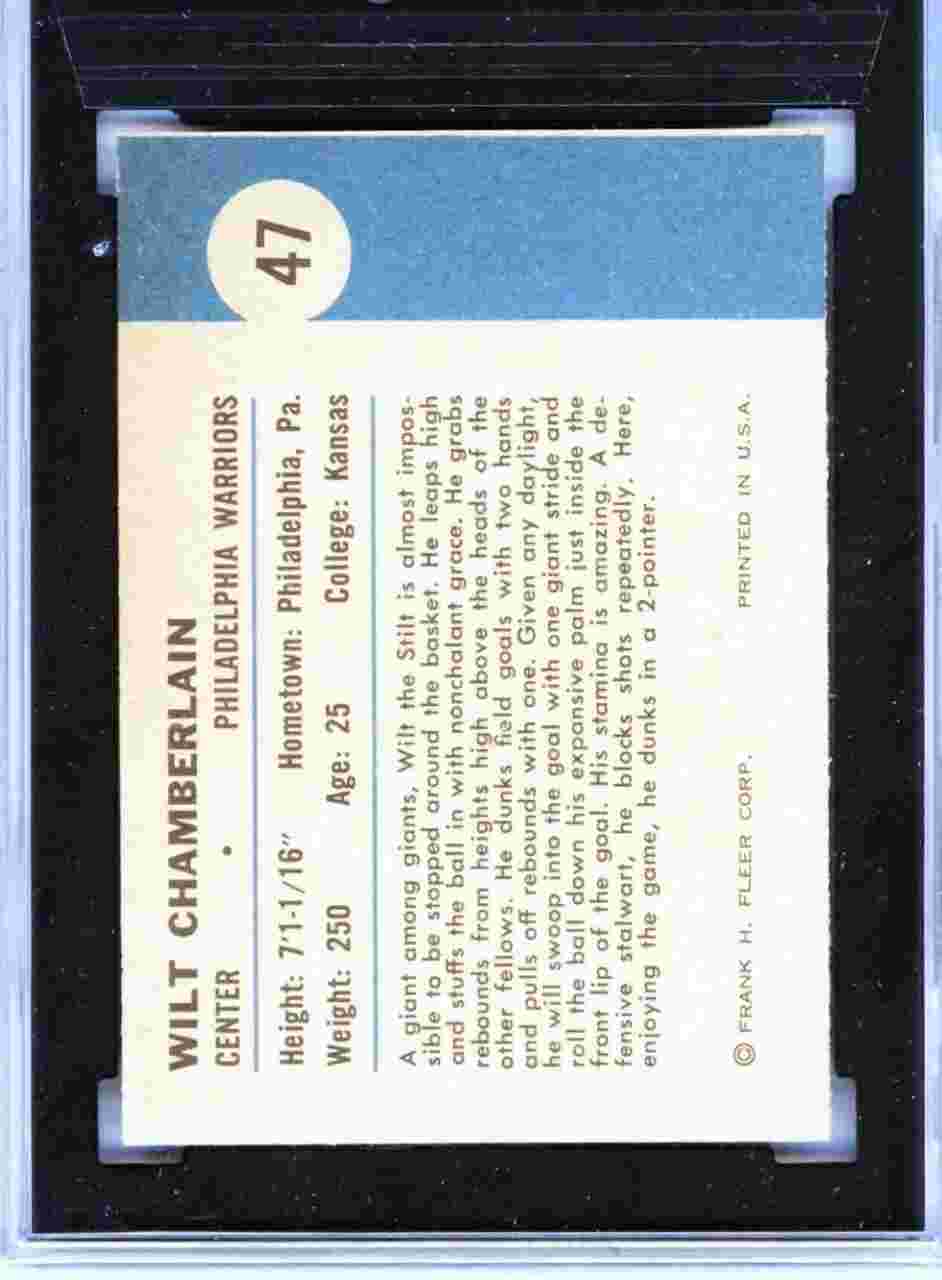 47
WILT CHAMBERLAIN
CENTER • PHILADELPHIA WARRIORS
Height: 7'1-1/16" Hometown: Philadelphia, Pa.
Weight: 250 Age: 25 College: Kansas
A giant among giants, Wilt the Stilt is almost impos-
sible to be stopped around the basket. He leaps high
and stuffs the ball in with nonchalant grace. He grabs
rebounds from heights high above the heads of the
other fellows. He dunks field goals with two hands
and pulls off rebounds with one. Given any daylight,
he will swoop into the goal with one giant stride and
roll the ball down his expansive palm just inside the
front lip of the goal. His stamina is amazing. A de-
fensive stalwart, he blocks shots repeatedly. Here,
enjoying the game, he dunks in a 2-pointer.
© FRANK H. FLEER CORP. PRINTED IN U.S.A.